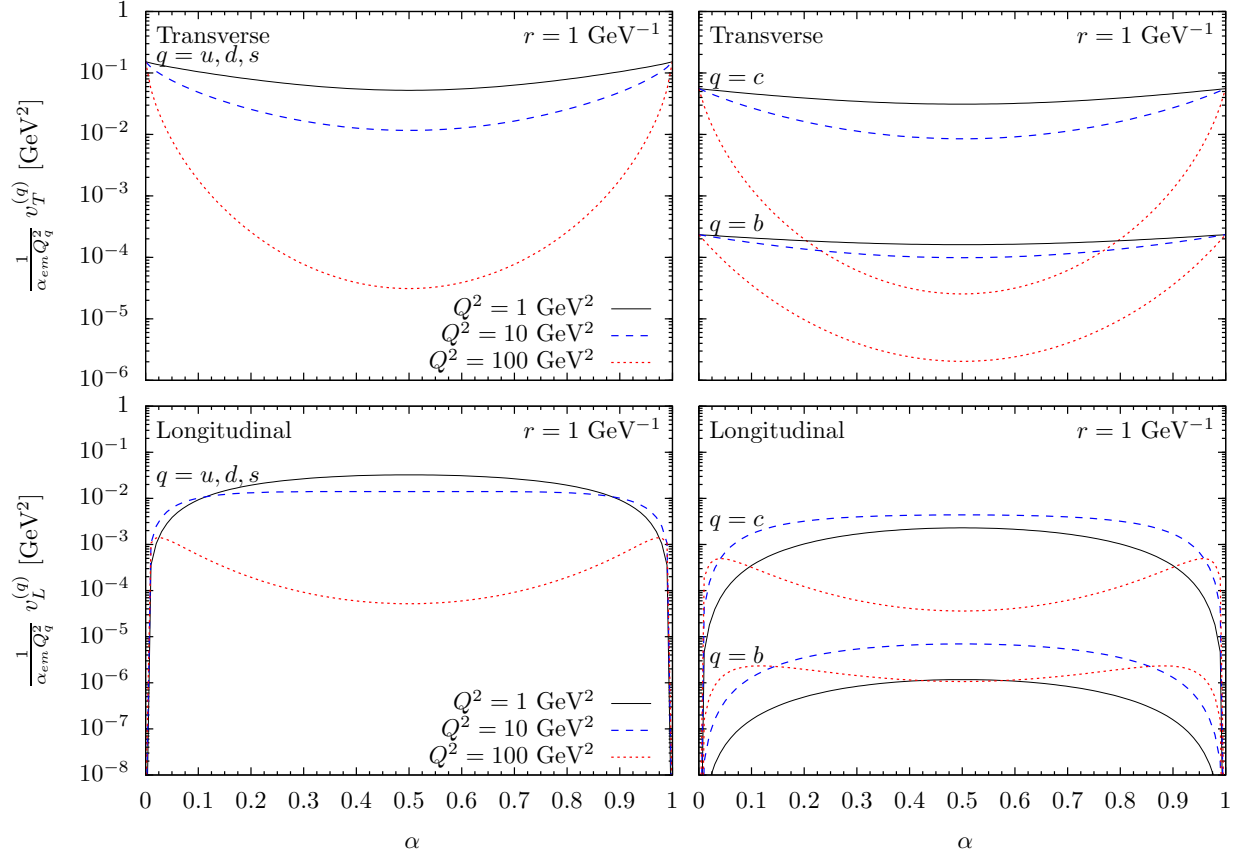 Transverse
r = 1 GeV⁻¹
q = u, d, s
1
10⁻¹
10⁻²
10⁻³
10⁻⁴
10⁻⁵
10⁻⁶
1/(α_em Q_q²) v_T^(q) [GeV²]
Q² = 1 GeV²
Q² = 10 GeV²
Q² = 100 GeV²
Transverse
r = 1 GeV⁻¹
q = c
q = b
Longitudinal
r = 1 GeV⁻¹
q = u, d, s
1
10⁻¹
10⁻²
10⁻³
10⁻⁴
10⁻⁵
10⁻⁶
10⁻⁷
10⁻⁸
1/(α_em Q_q²) v_L^(q) [GeV²]
Q² = 1 GeV²
Q² = 10 GeV²
Q² = 100 GeV²
0 0.1 0.2 0.3 0.4 0.5 0.6 0.7 0.8 0.9 1
α
Longitudinal
r = 1 GeV⁻¹
q = c
q = b
0 0.1 0.2 0.3 0.4 0.5 0.6 0.7 0.8 0.9 1
α